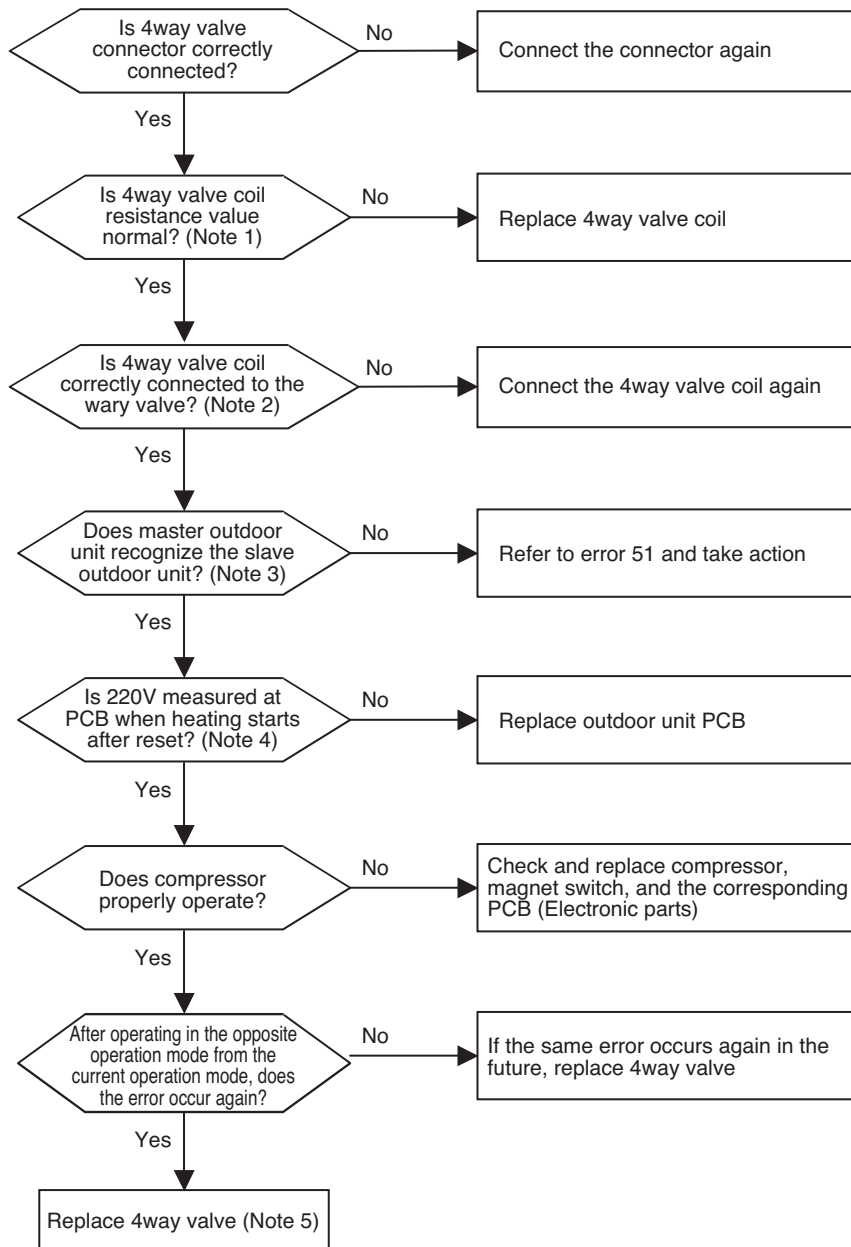 Is 4way valve
connector correctly
connected?
No
Connect the connector again
Yes
Is 4way valve coil
resistance value
normal? (Note 1)
No
Replace 4way valve coil
Yes
Is 4way valve coil
correctly connected to the
wary valve? (Note 2)
No
Connect the 4way valve coil again
Yes
Does master outdoor
unit recognize the slave
outdoor unit? (Note 3)
No
Refer to error 51 and take action
Yes
Is 220V measured at
PCB when heating starts
after reset? (Note 4)
No
Replace outdoor unit PCB
Yes
Does compressor
properly operate?
No
Check and replace compressor,
magnet switch, and the corresponding
PCB (Electronic parts)
Yes
After operating in the opposite
operation mode from the
current operation mode, does
the error occur again?
No
If the same error occurs again in the
future, replace 4way valve
Yes
Replace 4way valve (Note 5)